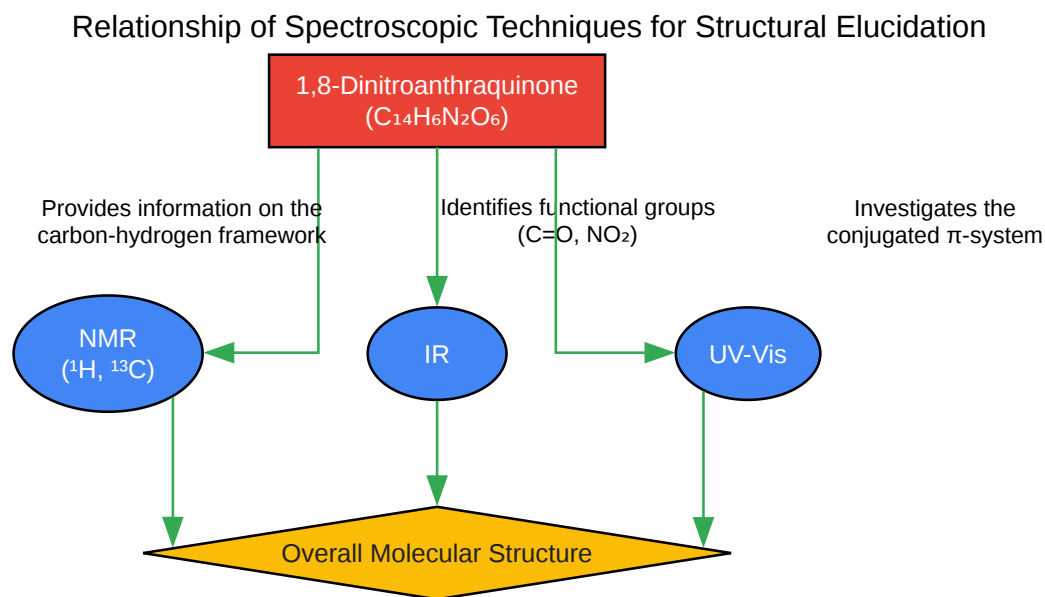 Relationship of Spectroscopic Techniques for Structural Elucidation
1,8-Dinitroanthraquinone
(C₁₄H₆N₂O₆)
Provides information on the
carbon-hydrogen framework
Identifies functional groups
(C=O, NO₂)
Investigates the
conjugated π-system
NMR
(¹H, ¹³C)
IR
UV-Vis
Overall Molecular Structure